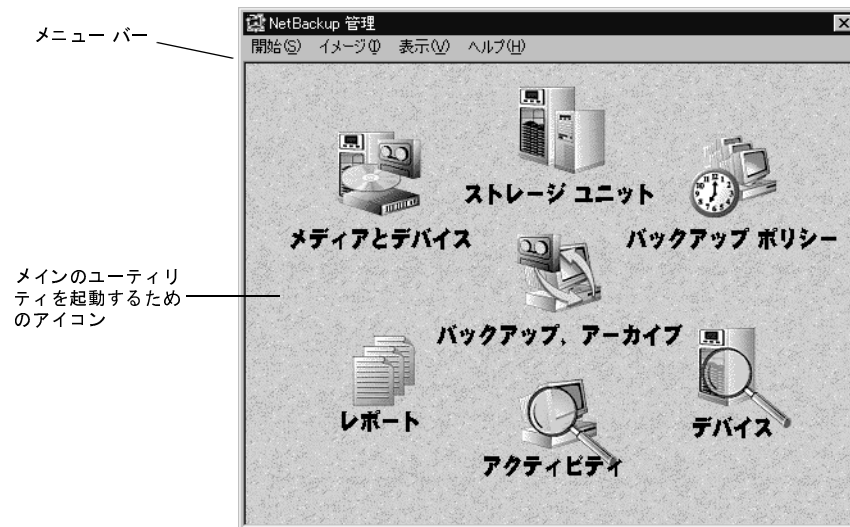 メニュー バー
NetBackup 管理
開始(S) イメージ(I) 表示(V) ヘルプ(H)
ストレージ ユニット
メディアとデバイス
バックアップ ポリシー
メインのユーティリ
ティを起動するため
のアイコン
バックアップ、アーカイブ
レポート
デバイス
アクティビティ